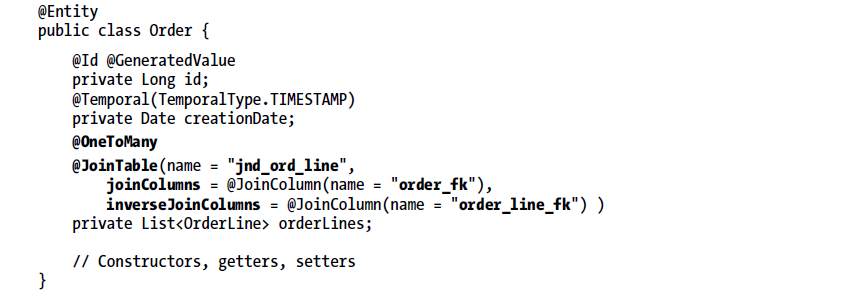 @Entity
public class Order {
@Id @GeneratedValue
private Long id;
@Temporal(TemporalType.TIMESTAMP)
private Date creationDate;
@OneToMany
@JoinTable(name = "jnd_ord_line",
joinColumns = @JoinColumn(name = "order_fk"),
inverseJoinColumns = @JoinColumn(name = "order_line_fk") )
private List<OrderLine> orderLines;
// Constructors, getters, setters
}